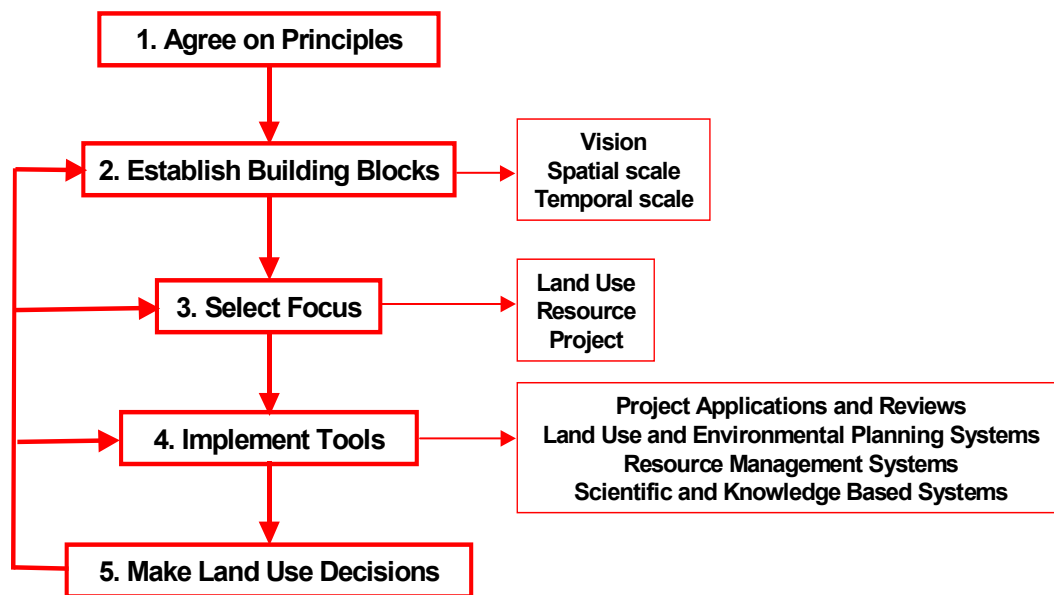 1. Agree on Principles
2. Establish Building Blocks
Vision
Spatial scale
Temporal scale
3. Select Focus
Land Use
Resource
Project
4. Implement Tools
Project Applications and Reviews
Land Use and Environmental Planning Systems
Resource Management Systems
Scientific and Knowledge Based Systems
5. Make Land Use Decisions